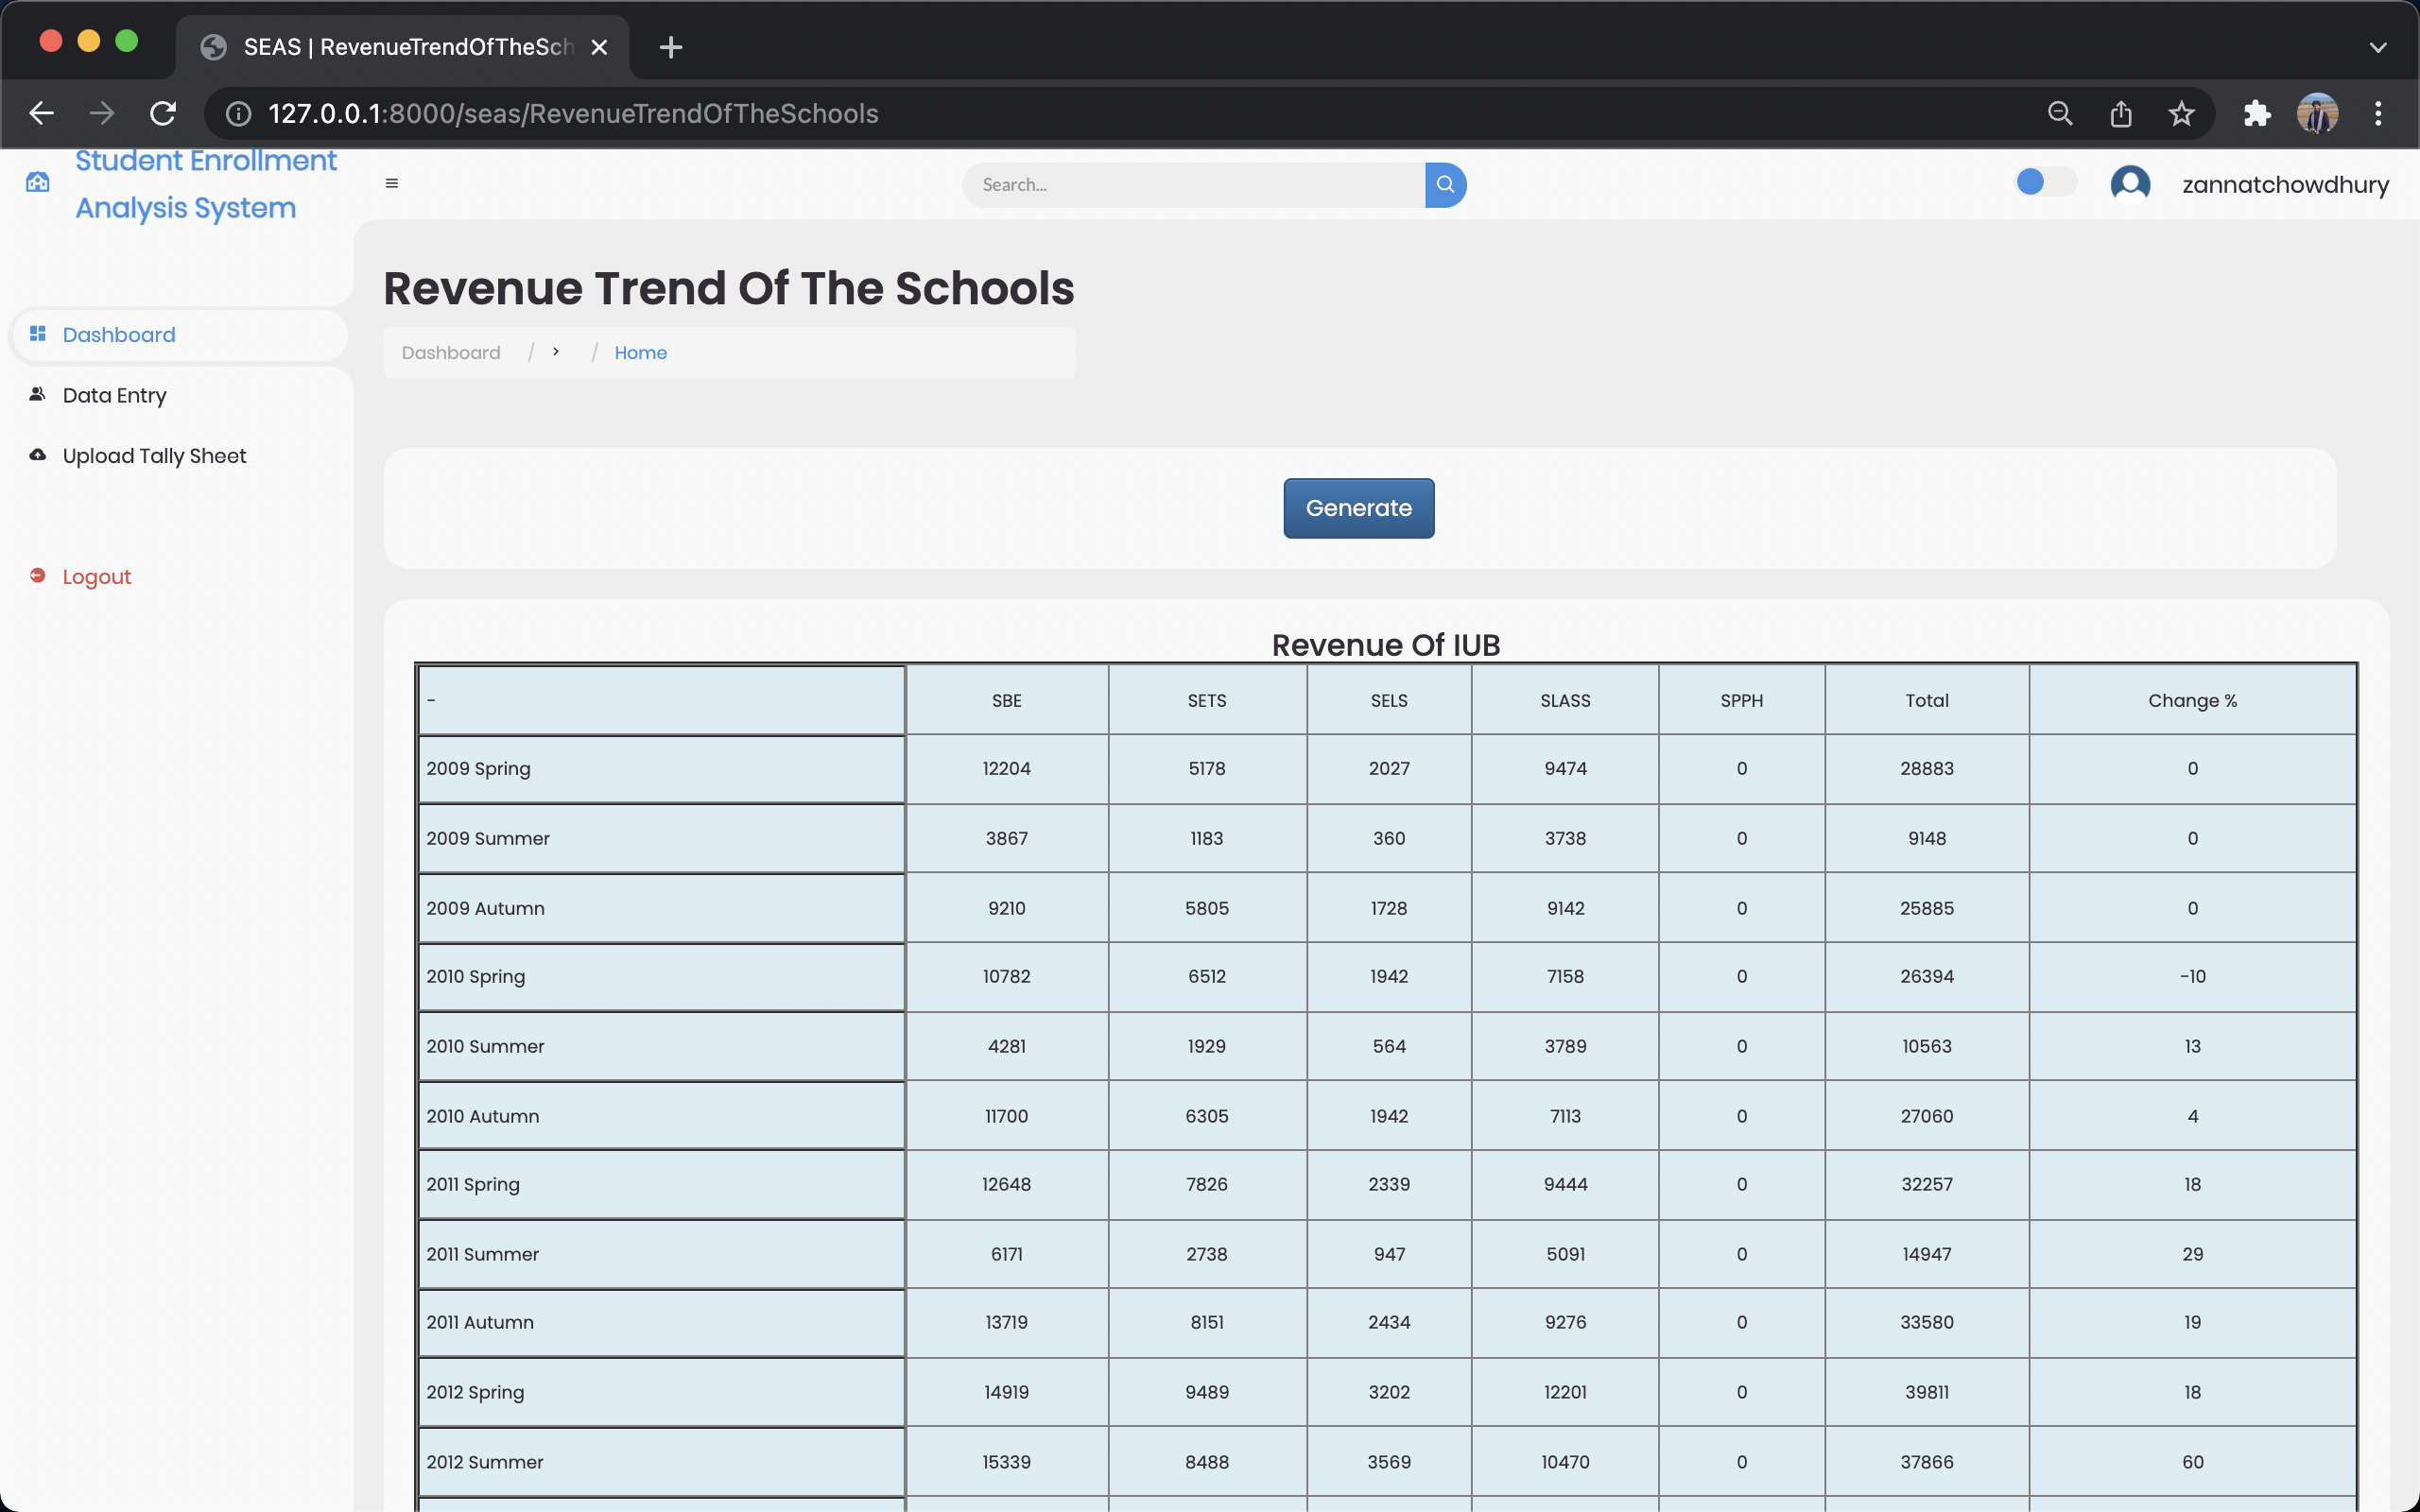 SEAS | RevenueTrendOfTheSch
127.0.0.1:8000/seas/RevenueTrendOfTheSchools
Student Enrollment
Analysis System
Search...
zannatchowdhury
Dashboard
Data Entry
Upload Tally Sheet
Logout
Revenue Trend Of The Schools
Dashboard / > / Home
Generate
Revenue Of IUB
- SBE SETS SELS SLASS SPPH Total Change %
2009 Spring 12204 5178 2027 9474 0 28883 0
2009 Summer 3867 1183 360 3738 0 9148 0
2009 Autumn 9210 5805 1728 9142 0 25885 0
2010 Spring 10782 6512 1942 7158 0 26394 -10
2010 Summer 4281 1929 564 3789 0 10563 13
2010 Autumn 11700 6305 1942 7113 0 27060 4
2011 Spring 12648 7826 2339 9444 0 32257 18
2011 Summer 6171 2738 947 5091 0 14947 29
2011 Autumn 13719 8151 2434 9276 0 33580 19
2012 Spring 14919 9489 3202 12201 0 39811 18
2012 Summer 15339 8488 3569 10470 0 37866 60